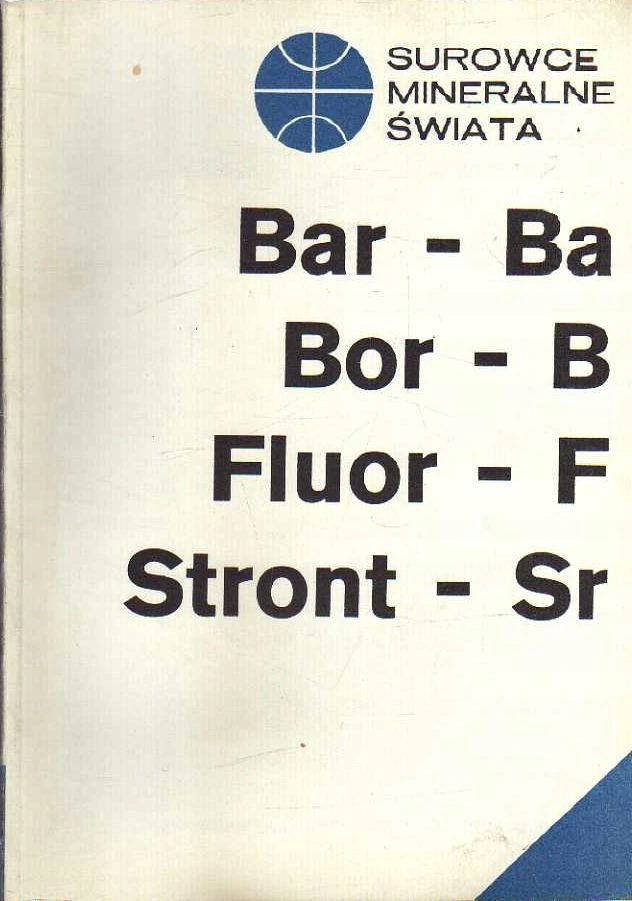 SUROWCE
MINERALNE
ŚWIATA
Bar - Ba
Bor - B
Fluor - F
Stront - Sr